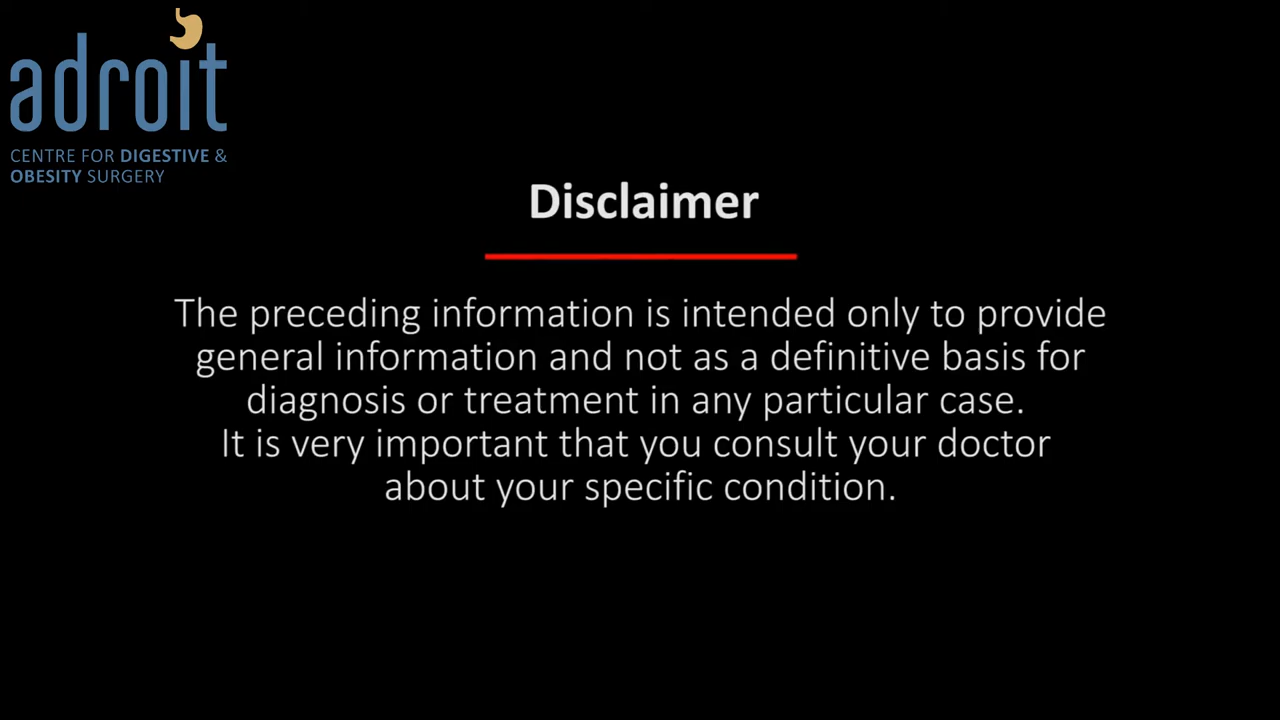 adroit
CENTRE FOR DIGESTIVE &
OBESITY SURGERY
Disclaimer
The preceding information is intended only to provide
general information and not as a definitive basis for
diagnosis or treatment in any particular case.
It is very important that you consult your doctor
about your specific condition.